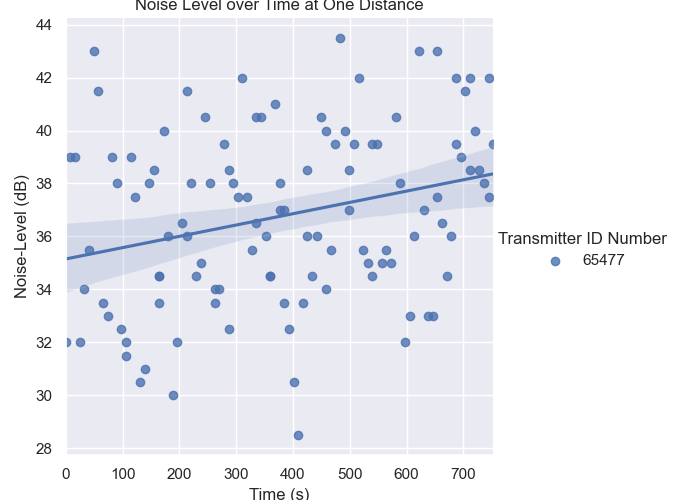 Noise Level over Time at One Distance
44
42
40
38
36
34
32
30
28
Noise-Level (dB)
0 100 200 300 400 500 600 700
Time (s)
Transmitter ID Number
65477